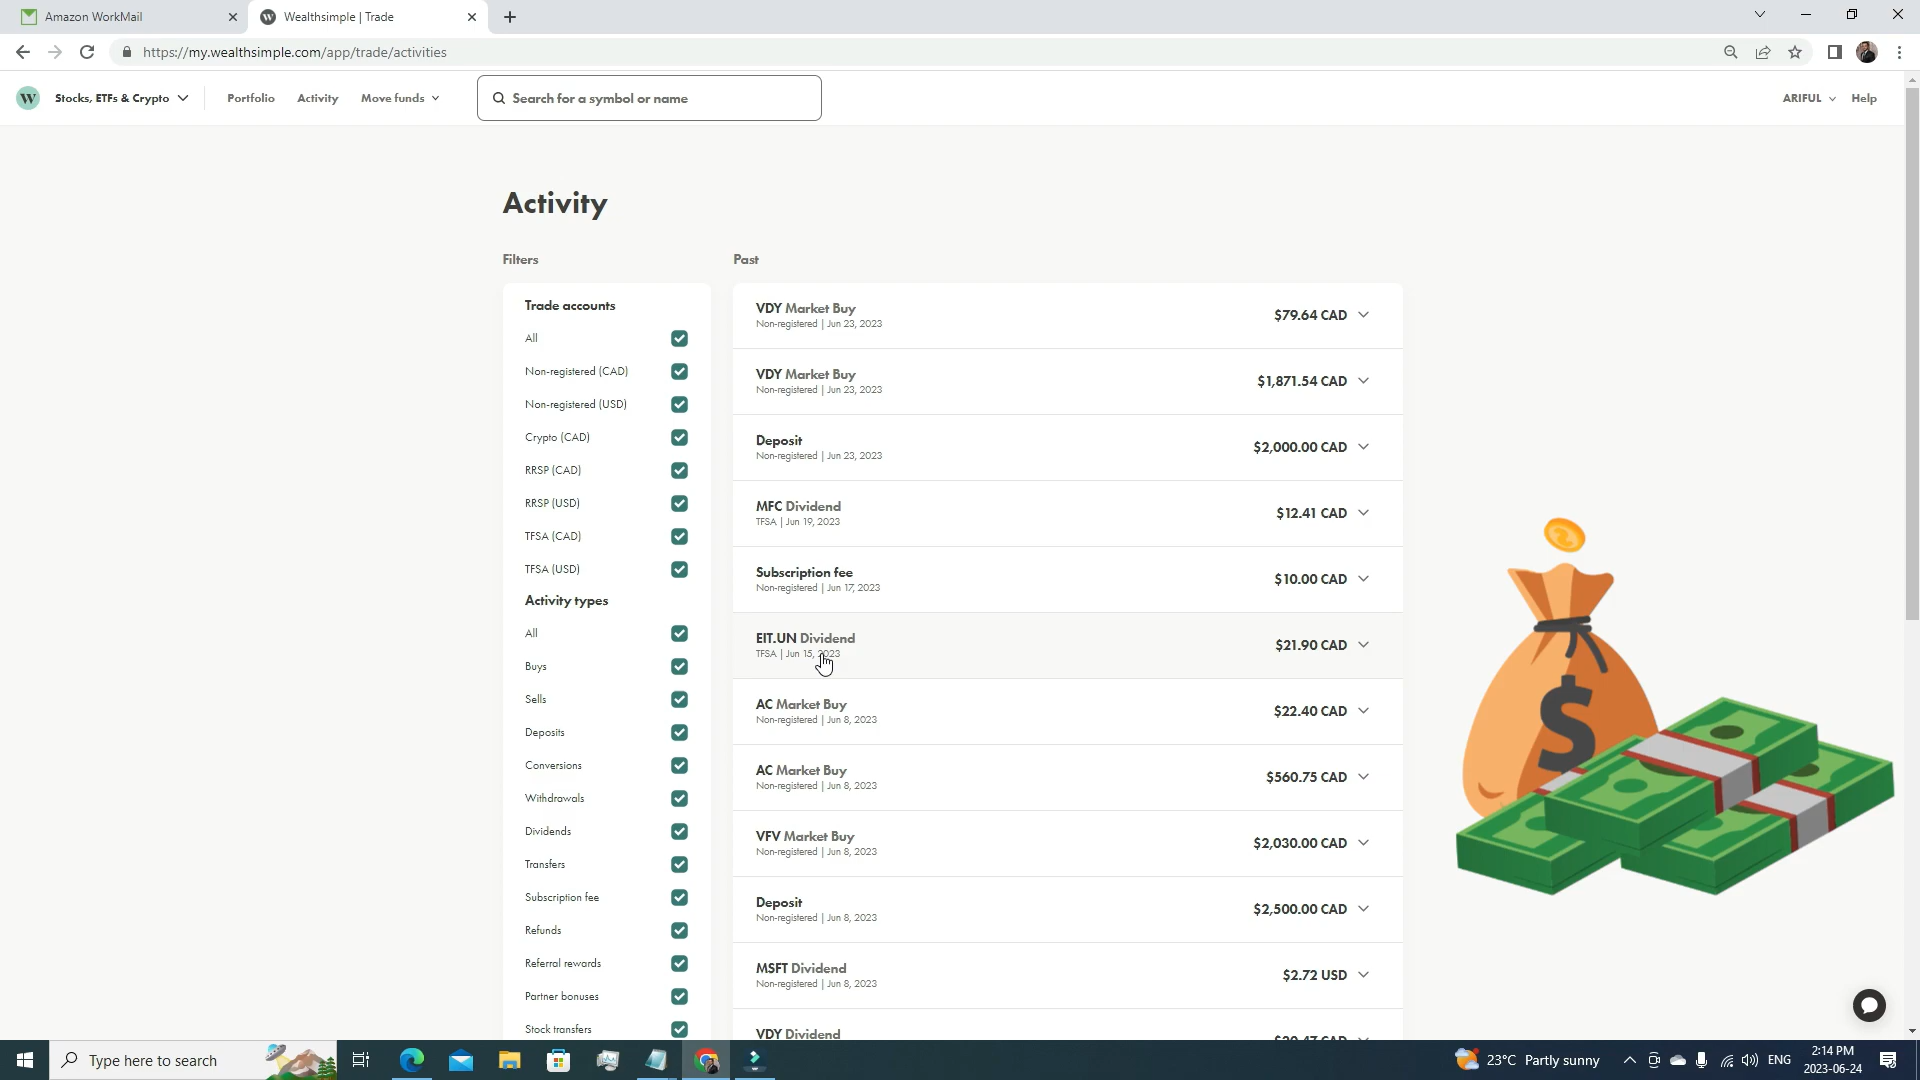 Amazon WorkMail
Wealthsimple | Trade
https://my.wealthsimple.com/app/trade/activities
W
Stocks, ETFs & Crypto
Portfolio
Activity
Move funds
Search for a symbol or name
ARIFUL
Help
Activity
Filters
Past
Trade accounts
All
Non-registered (CAD)
Non-registered (USD)
Crypto (CAD)
RRSP (CAD)
RRSP (USD)
TFSA (CAD)
TFSA (USD)
Activity types
All
Buys
Sells
Deposits
Conversions
Withdrawals
Dividends
Transfers
Subscription fee
Refunds
Referral rewards
Partner bonuses
Stock transfers
VDY Market Buy
Non-registered | Jun 23, 2023
$79.64 CAD
VDY Market Buy
Non-registered | Jun 23, 2023
$1,871.54 CAD
Deposit
Non-registered | Jun 23, 2023
$2,000.00 CAD
MFC Dividend
TFSA | Jun 19, 2023
$12.41 CAD
Subscription fee
Non-registered | Jun 17, 2023
$10.00 CAD
EIT.UN Dividend
TFSA | Jun 15, 2023
$21.90 CAD
AC Market Buy
Non-registered | Jun 8, 2023
$22.40 CAD
AC Market Buy
Non-registered | Jun 8, 2023
$560.75 CAD
VFV Market Buy
Non-registered | Jun 8, 2023
$2,030.00 CAD
Deposit
Non-registered | Jun 8, 2023
$2,500.00 CAD
MSFT Dividend
Non-registered | Jun 8, 2023
$2.72 USD
VDY Dividend
$
Type here to search
23°C Partly sunny
ENG
2:14 PM
2023-06-24